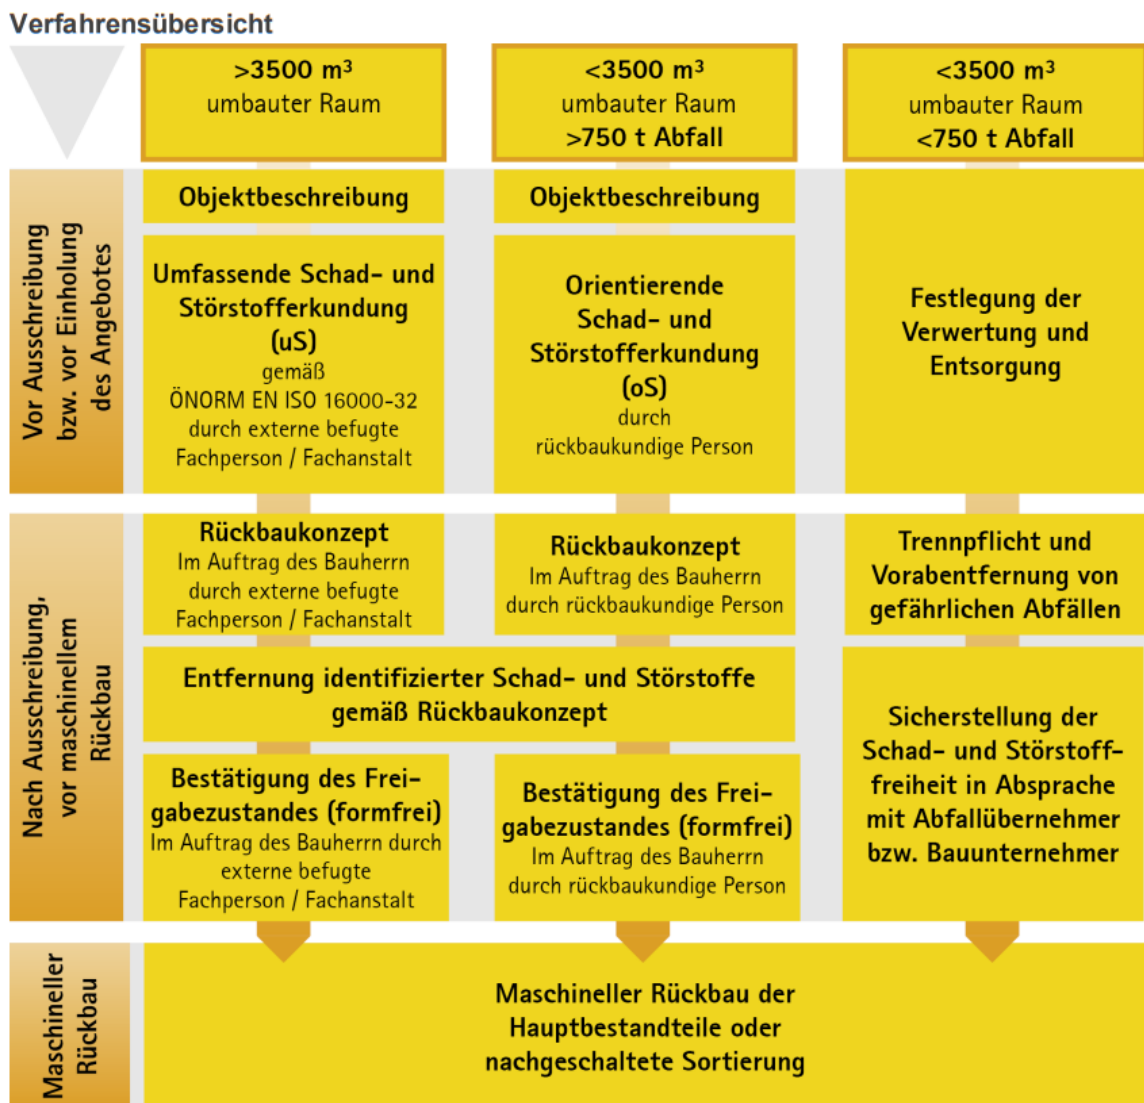 Verfahrensübersicht
>3500 m³
umbauter Raum
<3500 m³
umbauter Raum
>750 t Abfall
<3500 m³
umbauter Raum
<750 t Abfall
Vor Ausschreibung
bzw. vor Einholung
des Angebotes
Objektbeschreibung
Umfassende Schad- und
Störstofferkundung
(uS)
gemäß
ÖNORM EN ISO 16000-32
durch externe befugte
Fachperson / Fachanstalt
Objektbeschreibung
Orientierende
Schad- und
Störstofferkundung
(oS)
durch
rückbaukundige Person
Festlegung der
Verwertung und
Entsorgung
Nach Ausschreibung,
vor maschinellem
Rückbau
Rückbaukonzept
Im Auftrag des Bauherrn
durch externe befugte
Fachperson / Fachanstalt
Rückbaukonzept
Im Auftrag des Bauherrn
durch rückbaukundige Person
Trennpflicht und
Vorabentfernung von
gefährlichen Abfällen
Entfernung identifizierter Schad- und Störstoffe
gemäß Rückbaukonzept
Bestätigung des Frei-
gabezustandes (formfrei)
Im Auftrag des Bauherrn durch
externe befugte
Fachperson / Fachanstalt
Bestätigung des Frei-
gabezustandes (formfrei)
Im Auftrag des Bauherrn
durch rückbaukundige Person
Sicherstellung der
Schad- und Störstoff-
freiheit in Absprache
mit Abfallübernehmer
bzw. Bauunternehmer
Maschineller
Rückbau
Maschineller Rückbau der
Hauptbestandteile oder
nachgeschaltete Sortierung